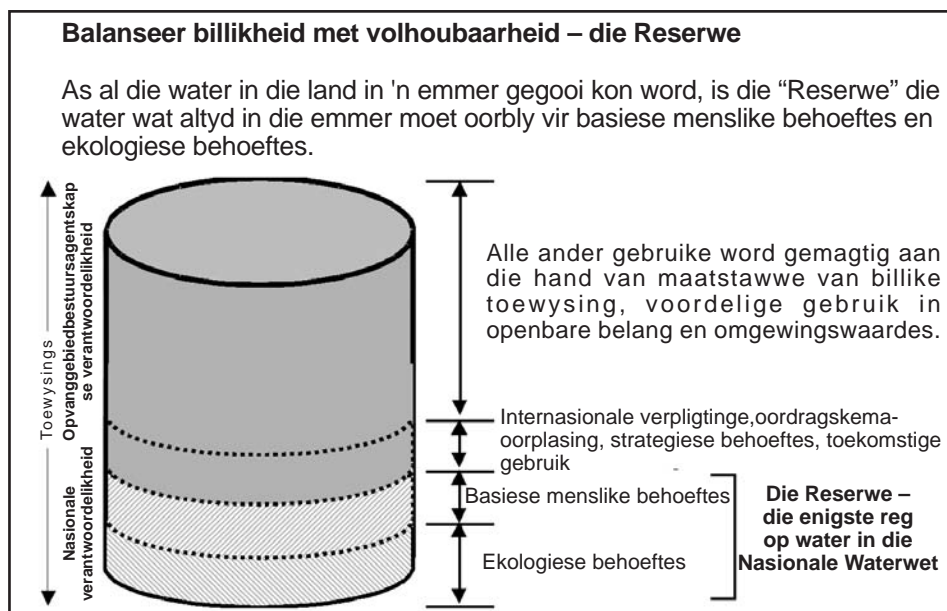 Balanseer billikheid met volhoubaarheid – die Reserwe
As al die water in die land in 'n emmer gegooi kon word, is die “Reserwe” die
water wat altyd in die emmer moet oorbly vir basiese menslike behoeftes en
ekologiese behoeftes.
Toewysings
Opvanggebiedbestuursagentskap
se verantwoordelikheid
Nasionale
verantwoordelikheid
Alle ander gebruike word gemagtig aan
die hand van maatstawwe van billike
toewysing, voordelige gebruik in
openbare belang en omgewingswaardes.
Internasionale verpligtinge,oordragskema-
oorplasing, strategiese behoeftes, toekomstige
gebruik
Basiese menslike behoeftes
Ekologiese behoeftes
Die Reserwe –
die enigste reg
op water in die
Nasionale Waterwet